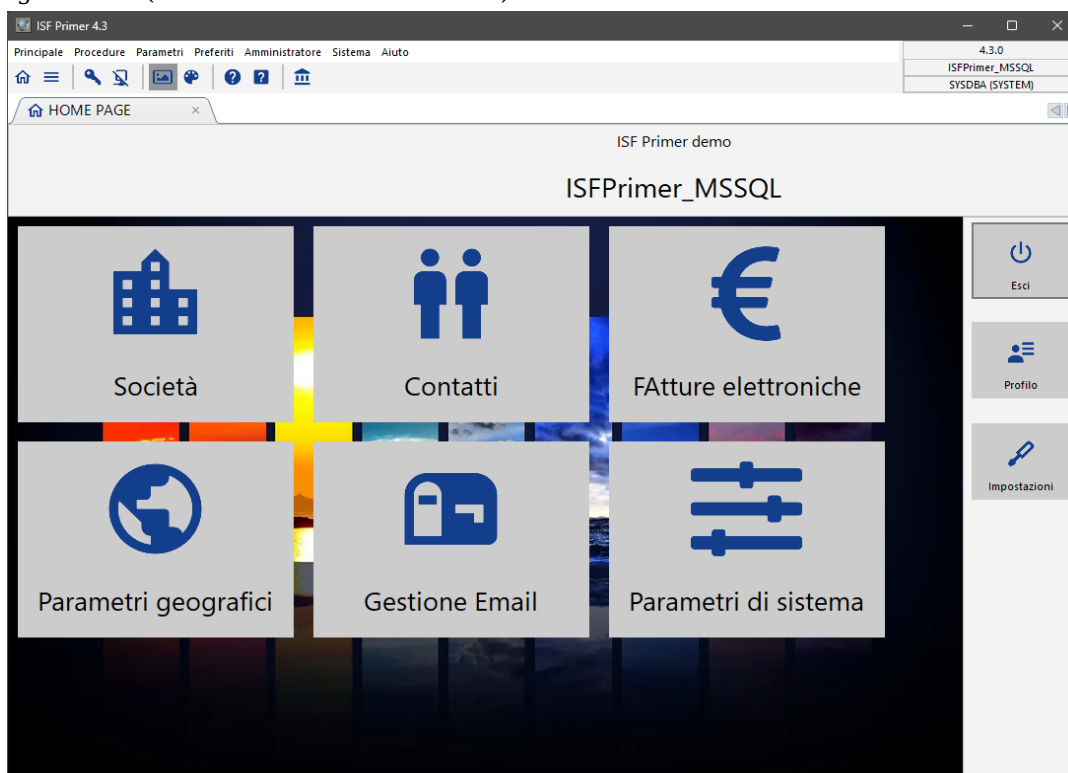 ISF Primer 4.3
Principale Procedure Parametri Preferiti Amministratore Sistema Aiuto
4.3.0
ISFPrimer_MSSQL
SYSDBA (SYSTEM)
HOME PAGE
ISF Primer demo
ISFPrimer_MSSQL
Società
Contatti
FAtture elettroniche
Parametri geografici
Gestione Email
Parametri di sistema
Esci
Profilo
Impostazioni